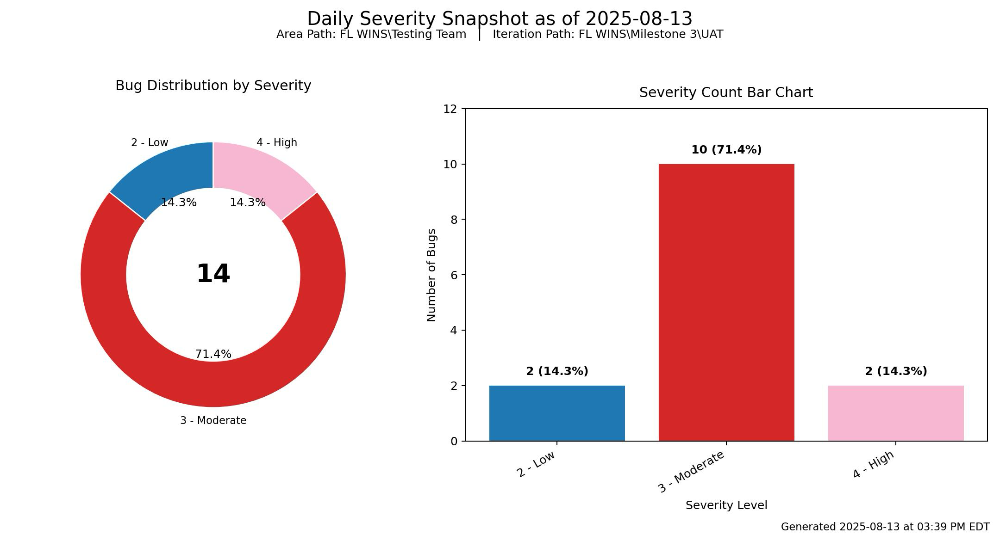 Daily Severity Snapshot as of 2025-08-13
Area Path: FL WINS\Testing Team | Iteration Path: FL WINS\Milestone 3\UAT
Bug Distribution by Severity
2 - Low
4 - High
14.3%
14.3%
14
71.4%
3 - Moderate
Severity Count Bar Chart
12
10
8
6
4
2
0
Number of Bugs
10 (71.4%)
2 (14.3%)
2 (14.3%)
2 - Low
3 - Moderate
4 - High
Severity Level
Generated 2025-08-13 at 03:39 PM EDT